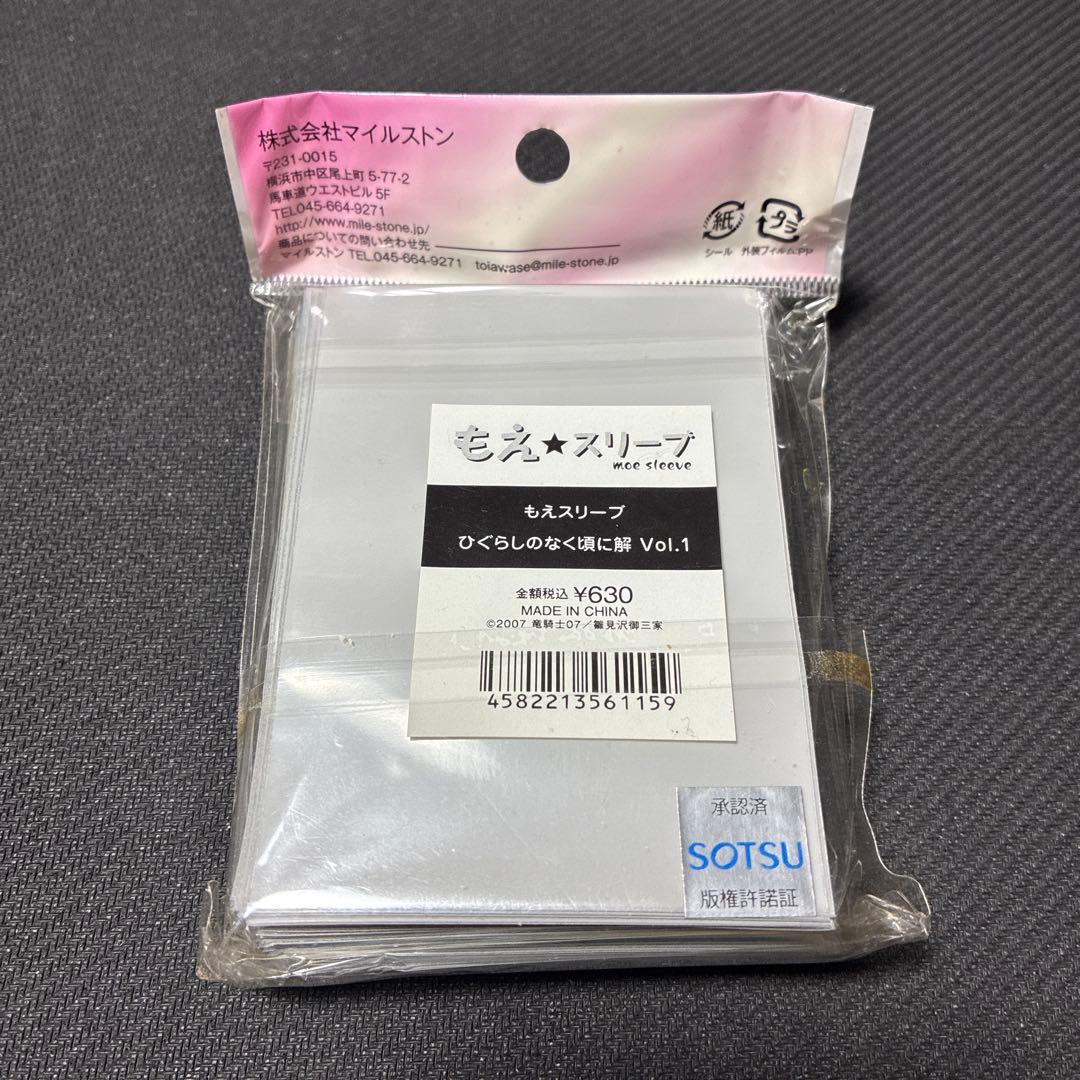 株式会社マイルストン
〒231-0015
横浜市中区尾上町 5-77-2
馬車道ウエストビル 5F
TEL045-664-9271
http://www.mile-stone.jp/
商品についての問い合わせ先
マイルストン TEL.045-664-9271 toiawase@mile-stone.jp
紙
プラ
シール 外装フィルム:PP
もえ★スリーブ
moe sleeve
もえスリーブ
ひぐらしのなく頃に解 Vol.1
金額税込 ¥630
MADE IN CHINA
©2007 竜騎士07／雛見沢御三家
4582213561159
承認済
SOTSU
版権許諾証